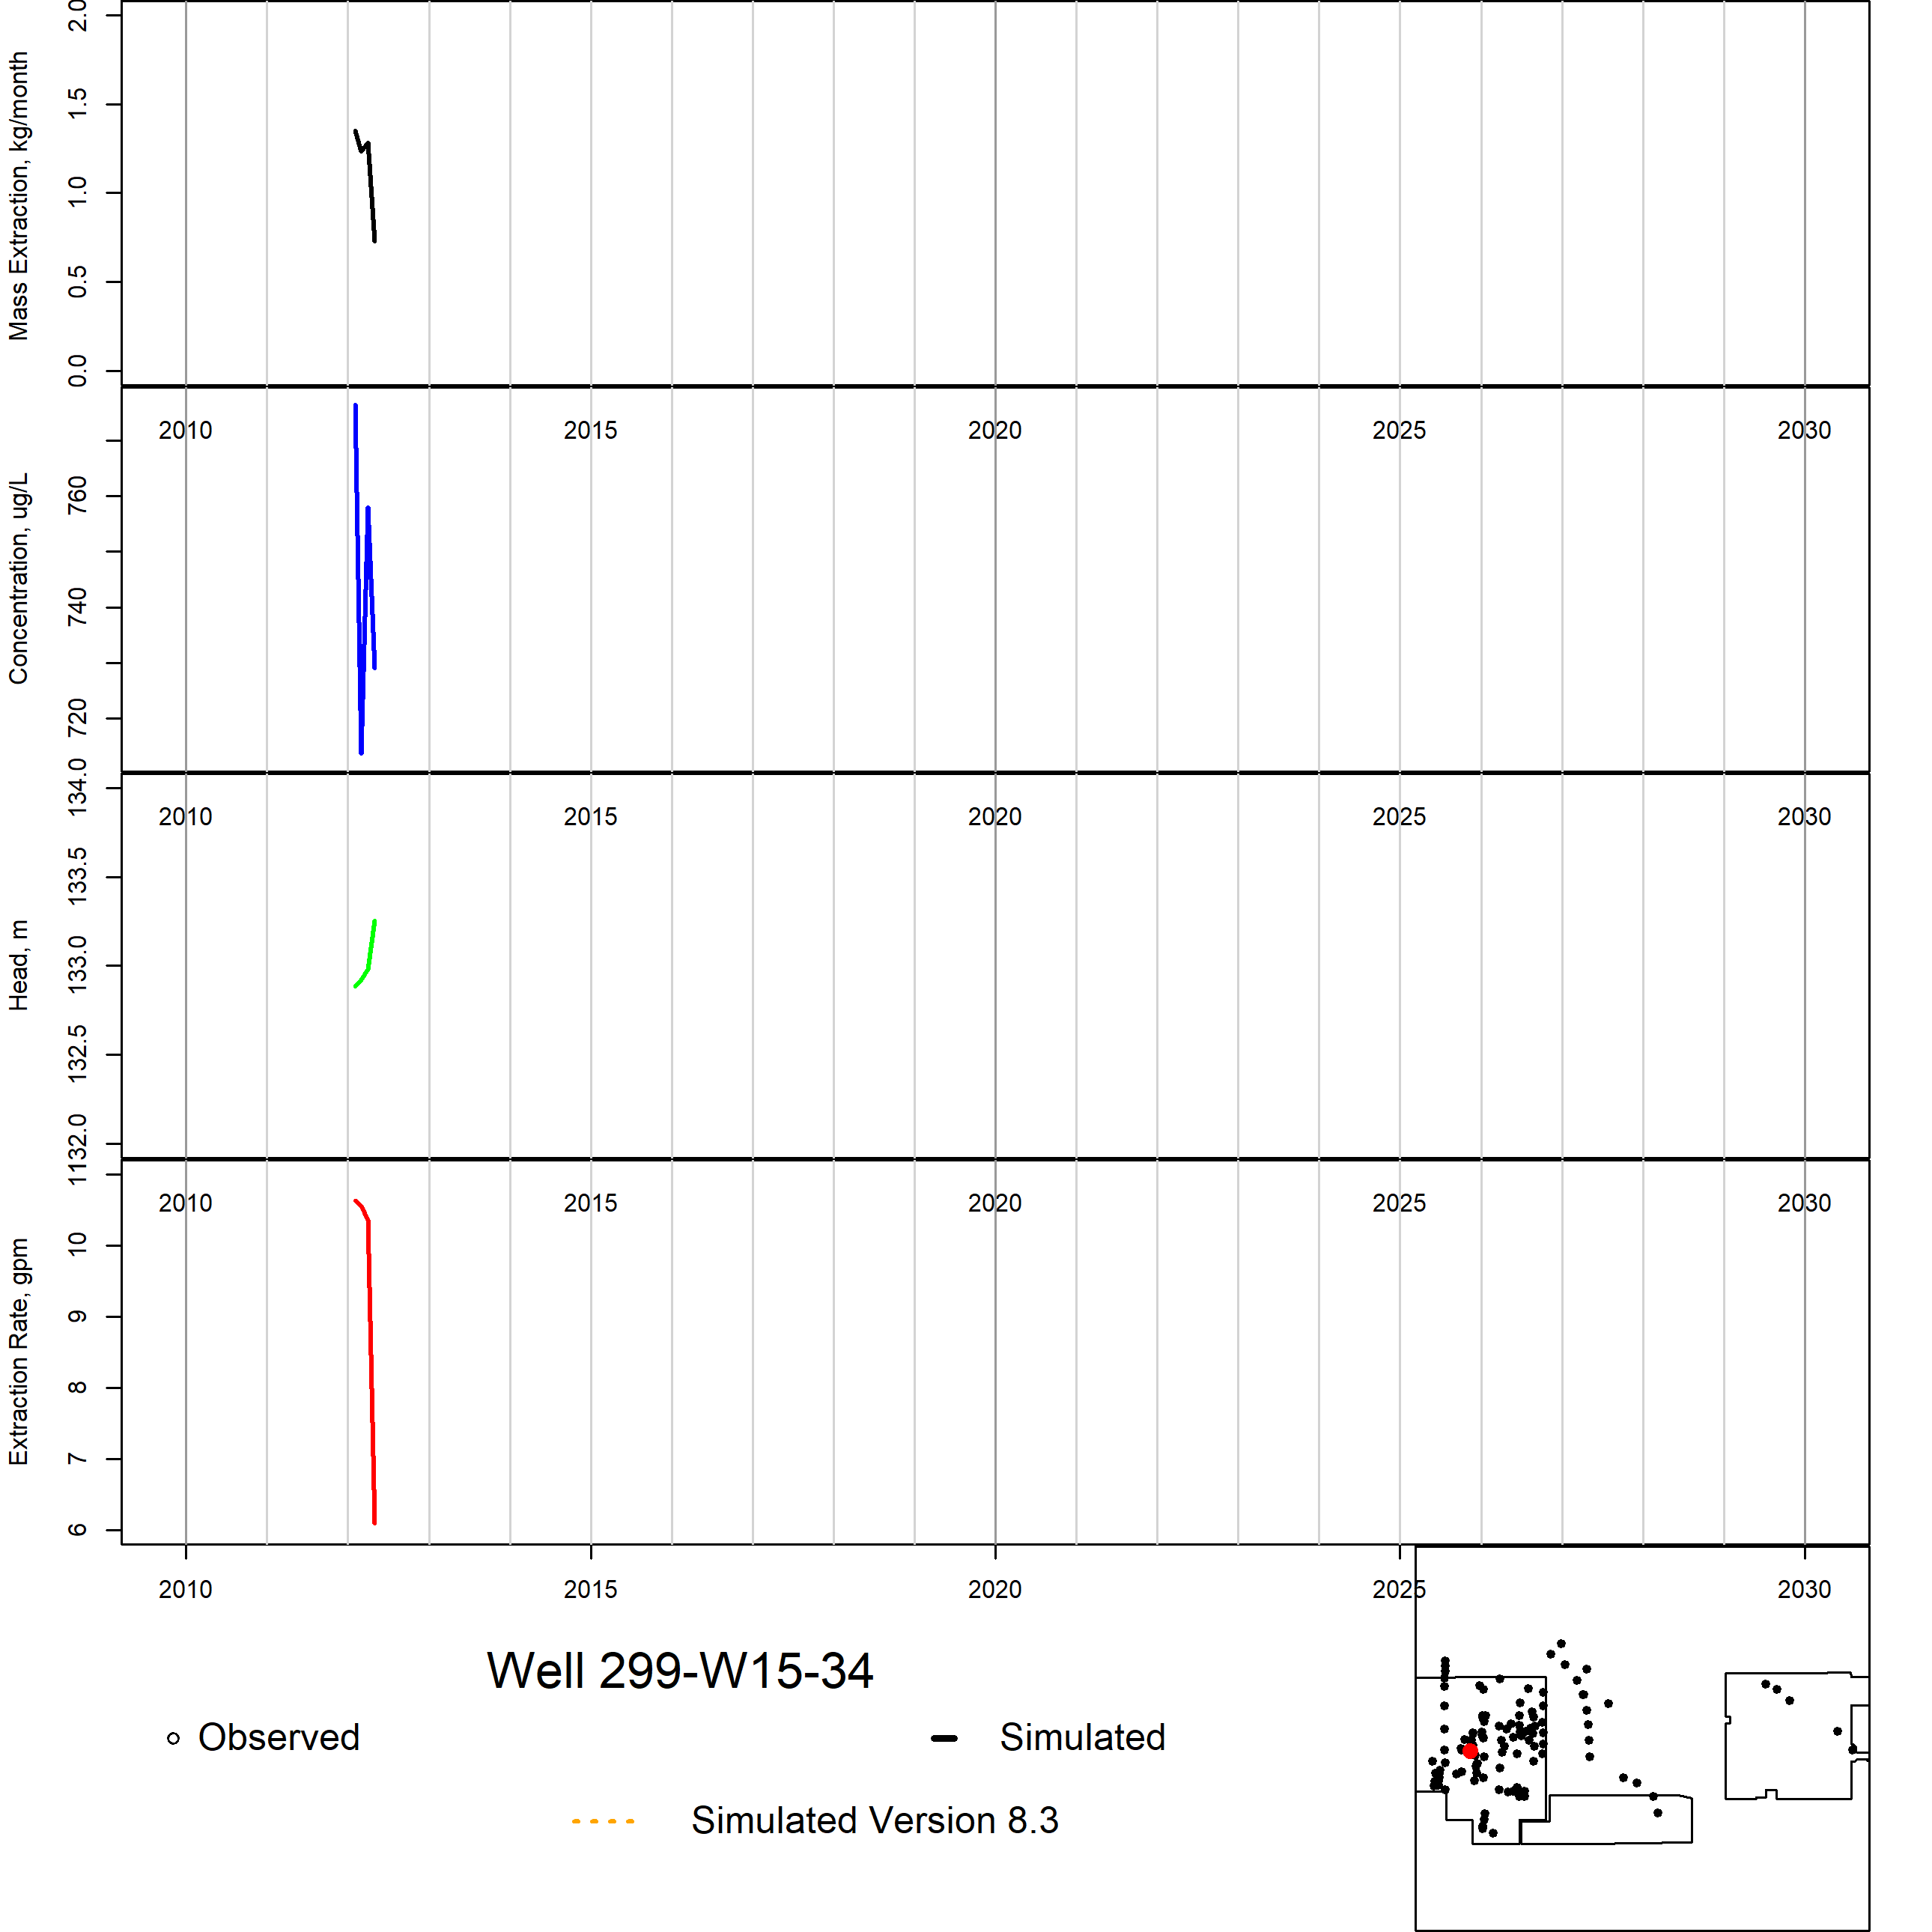 Mass Extraction, kg/month
0.0 0.5 1.0 1.5 2.0
2010 2015 2020 2025 2030
Concentration, ug/L
720 740 760
2010 2015 2020 2025 2030
Head, m
132.0 132.5 133.0 133.5 134.0
2010 2015 2020 2025 2030
Extraction Rate, gpm
6 7 8 9 10 11
2010 2015 2020 2025 2030
Well 299-W15-34
Observed
Simulated
Simulated Version 8.3